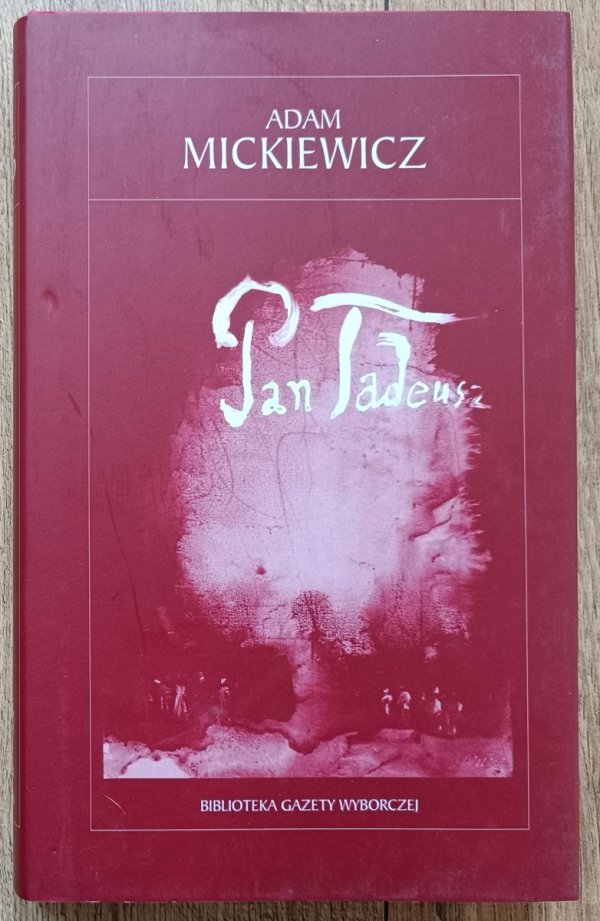 ADAM
MICKIEWICZ
Pan Tadeusz
BIBLIOTEKA GAZETY WYBORCZEJ